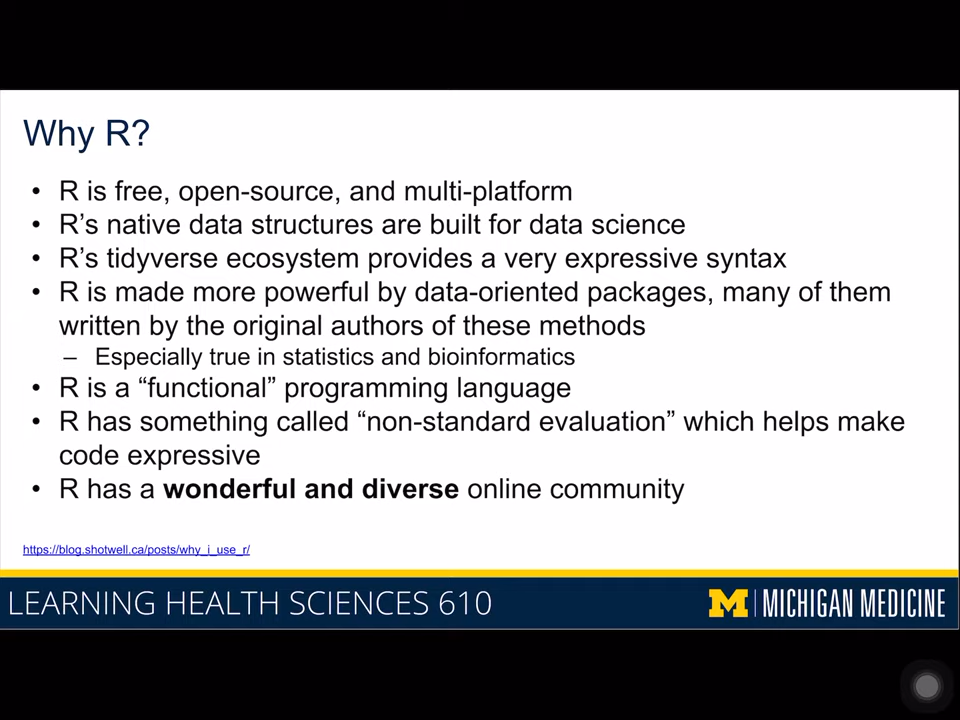 Why R?
• R is free, open-source, and multi-platform
• R’s native data structures are built for data science
• R’s tidyverse ecosystem provides a very expressive syntax
• R is made more powerful by data-oriented packages, many of them
written by the original authors of these methods
– Especially true in statistics and bioinformatics
• R is a “functional” programming language
• R has something called “non-standard evaluation” which helps make
code expressive
• R has a wonderful and diverse online community
https://blog.shotwell.ca/posts/why_i_use_r/
LEARNING HEALTH SCIENCES 610
M | MICHIGAN MEDICINE